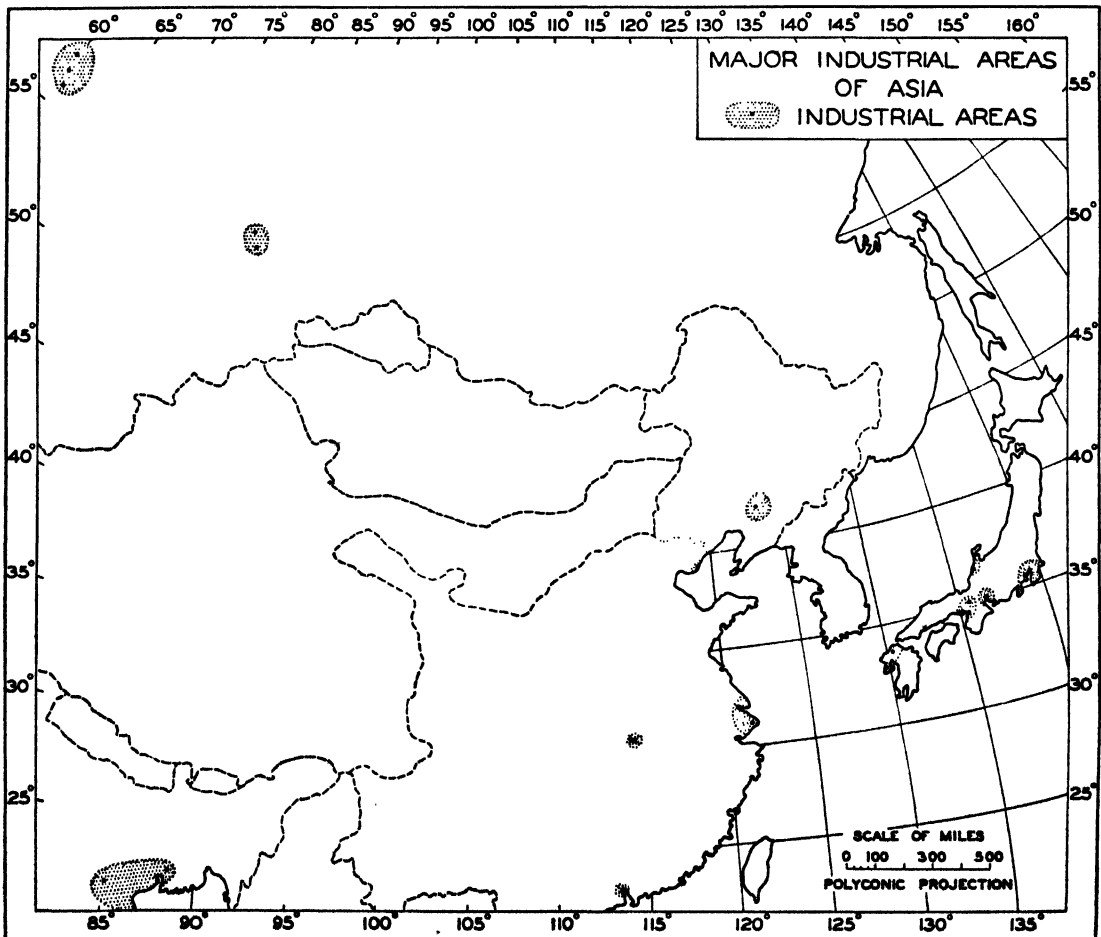 60° 65° 70° 75° 80° 85° 90° 95° 100° 105° 110° 115° 120° 125° 130° 135° 140° 145° 150° 155° 160°
MAJOR INDUSTRIAL AREAS
OF ASIA
INDUSTRIAL AREAS
55° 55°
50° 50°
45° 45°
40° 40°
35° 35°
30° 30°
25° 25°
SCALE OF MILES
0 100 300 500
POLYCONIC PROJECTION
85° 90° 95° 100° 105° 110° 115° 120° 125° 130° 135°